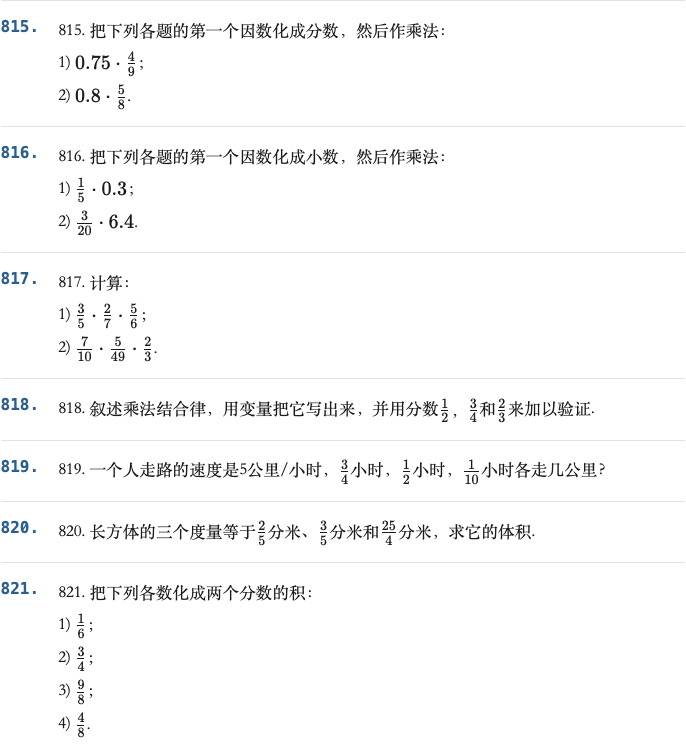 815. 815. 把下列各题的第一个因数化成分数，然后作乘法：
1) 0.75 · 4/9；
2) 0.8 · 5/8.
816. 816. 把下列各题的第一个因数化成小数，然后作乘法：
1) 1/5 · 0.3；
2) 3/20 · 6.4.
817. 817. 计算：
1) 3/5 · 2/7 · 5/6；
2) 7/10 · 5/49 · 2/3.
818. 818. 叙述乘法结合律，用变量把它写出来，并用分数1/2，3/4和2/3来加以验证.
819. 819. 一个人走路的速度是5公里/小时，3/4小时，1/2小时，1/10小时各走几公里？
820. 820. 长方体的三个度量等于2/5分米、3/5分米和25/4分米，求它的体积.
821. 821. 把下列各数化成两个分数的积：
1) 1/6；
2) 3/4；
3) 9/8；
4) 4/8.